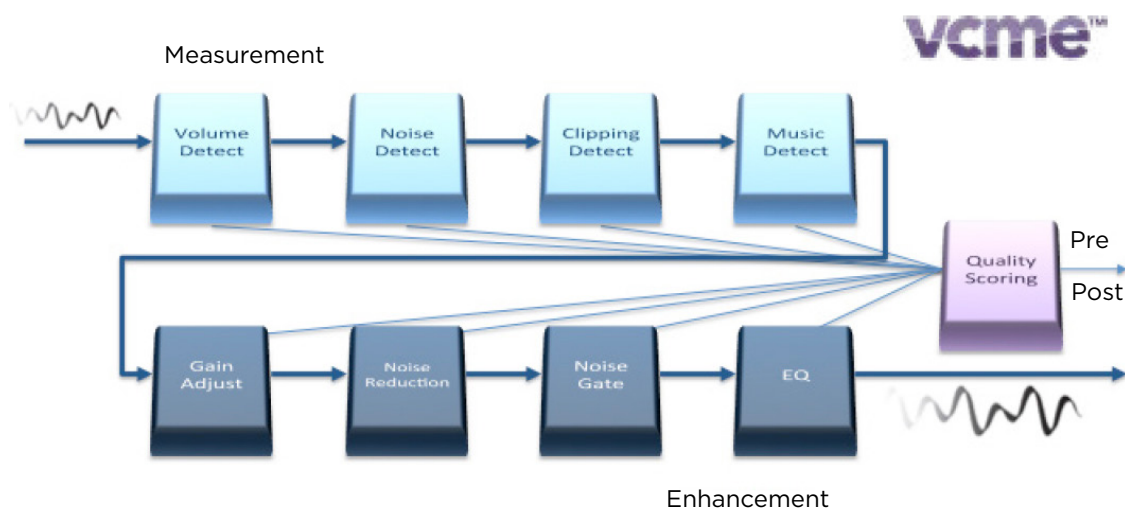 vcme™
Measurement
Volume
Detect
Noise
Detect
Clipping
Detect
Music
Detect
Quality
Scoring
Pre
Post
Gain
Adjust
Noise
Reduction
Noise
Gate
EQ
Enhancement